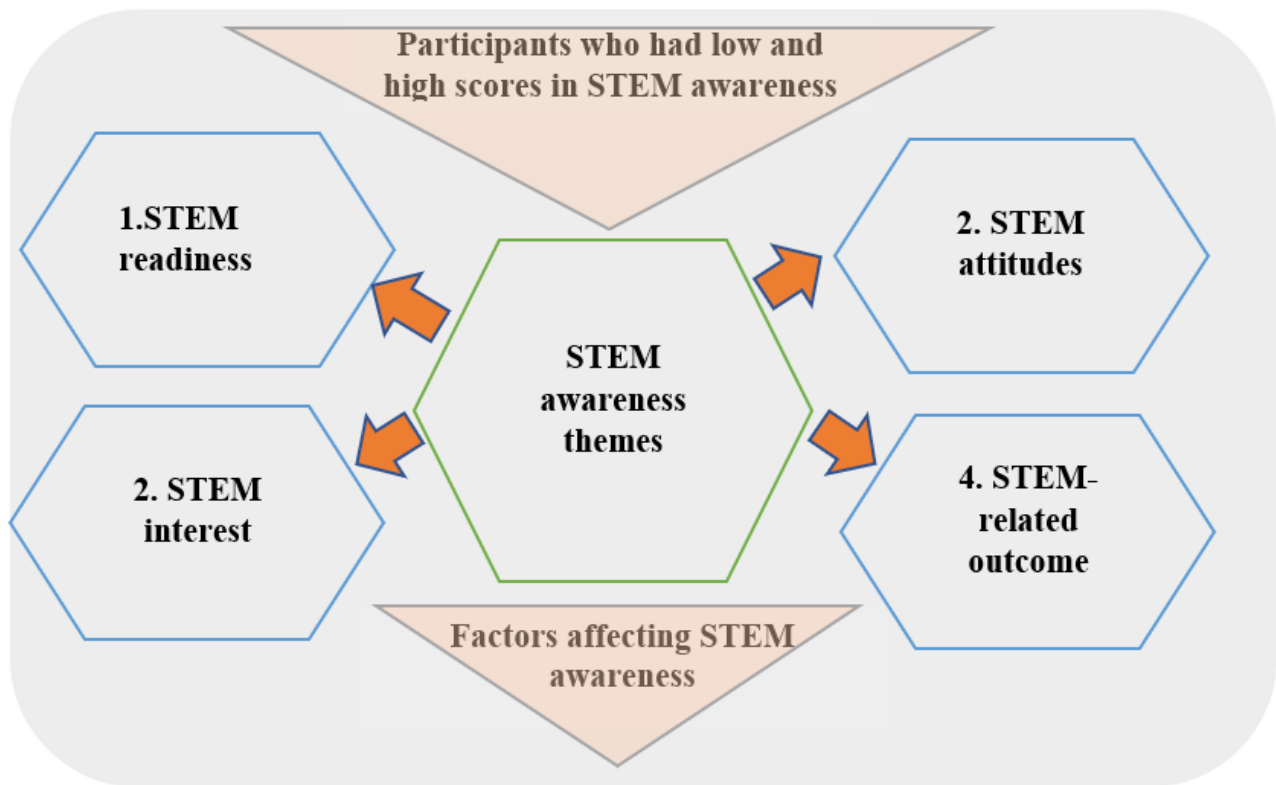 Participants who had low and
high scores in STEM awareness
1.STEM
readiness
2. STEM
attitudes
STEM
awareness
themes
2. STEM
interest
4. STEM-
related
outcome
Factors affecting STEM
awareness